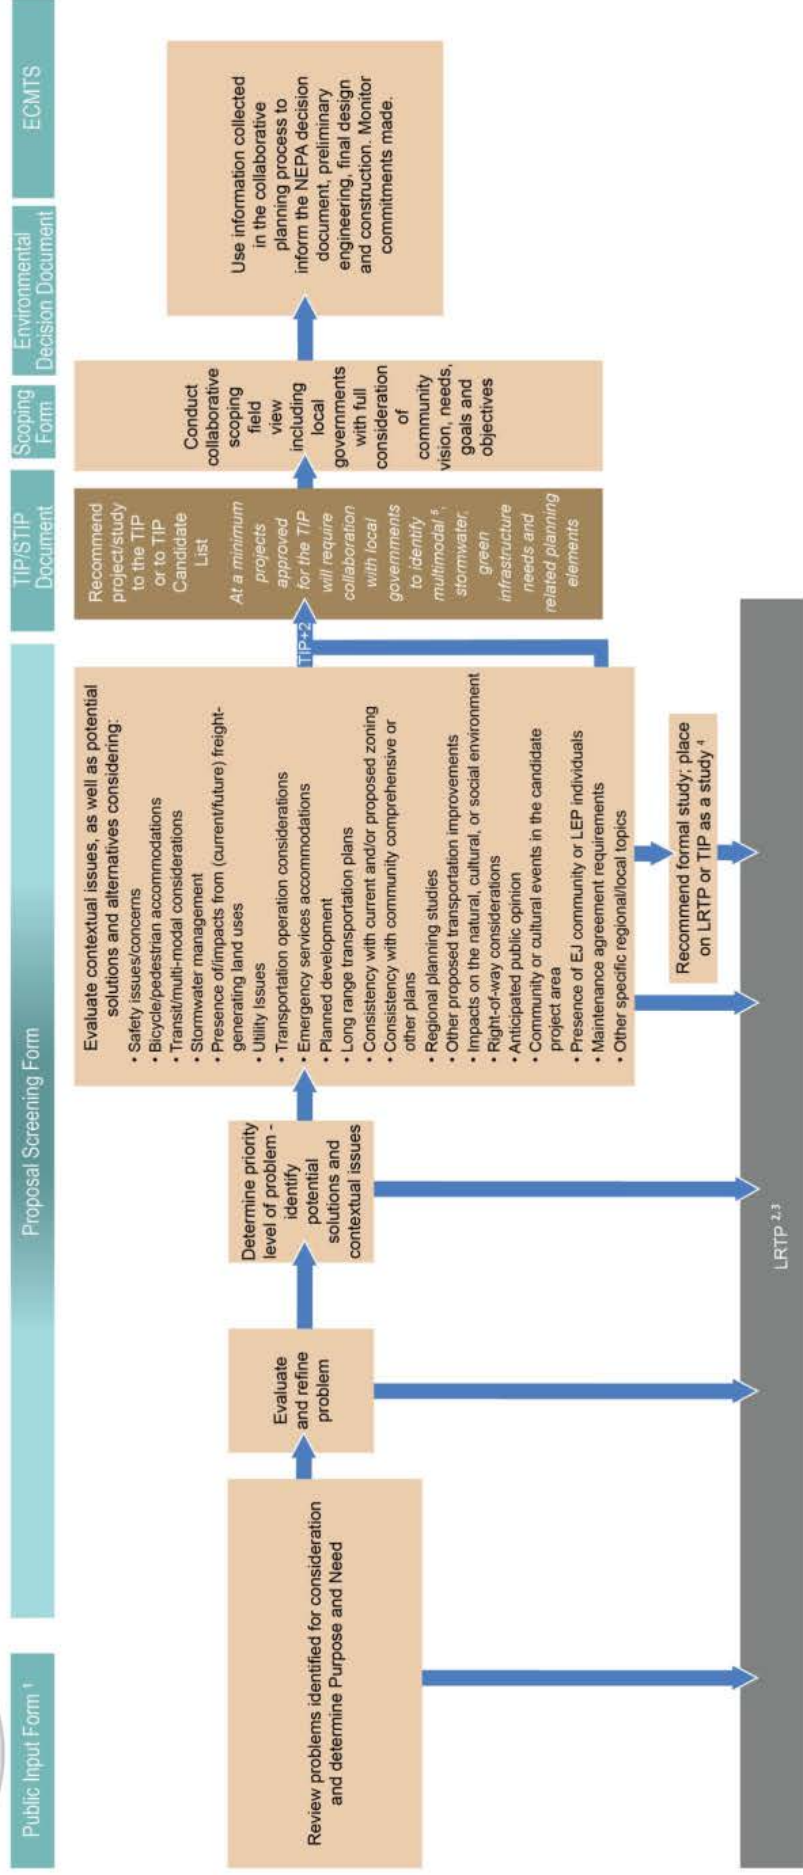 Public Input Form ¹
Proposal Screening Form
TIP/STIP
Document
Scoping
Form
Environmental
Decision Document
ECMTS
Review problems identified for consideration
and determine Purpose and Need
Evaluate
and refine
problem
Determine priority
level of problem -
identify
potential
solutions and
contextual issues
Evaluate contextual issues, as well as potential
solutions and alternatives considering:
• Safety issues/concerns
• Bicycle/pedestrian accommodations
• Transit/multi-modal considerations
• Stormwater management
• Presence of/impacts from (current/future) freight-
generating land uses
• Utility Issues
• Transportation operation considerations
• Emergency services accommodations
• Planned development
• Long range transportation plans
• Consistency with current and/or proposed zoning
• Consistency with community comprehensive or
other plans
• Regional planning studies
• Other proposed transportation improvements
• Impacts on the natural, cultural, or social environment
• Right-of-way considerations
• Anticipated public opinion
• Community or cultural events in the candidate
project area
• Presence of EJ community or LEP individuals
• Maintenance agreement requirements
• Other specific regional/local topics
TIP+2
Recommend
project/study
to the TIP
or to TIP
Candidate
List
At a minimum
projects
approved
for the TIP
will require
collaboration
with local
governments
to identify
multimodal ⁵,
stormwater,
green
infrastructure
needs and
related planning
elements
Conduct
collaborative
scoping
field
view
including
local
governments
with full
consideration
of
community
vision, needs,
goals and
objectives
Use information collected
in the collaborative
planning process to
inform the NEPA decision
document, preliminary
engineering, final design
and construction. Monitor
commitments made.
Recommend formal study; place
on LRTP or TIP as a study ⁴
LRTP ²,³